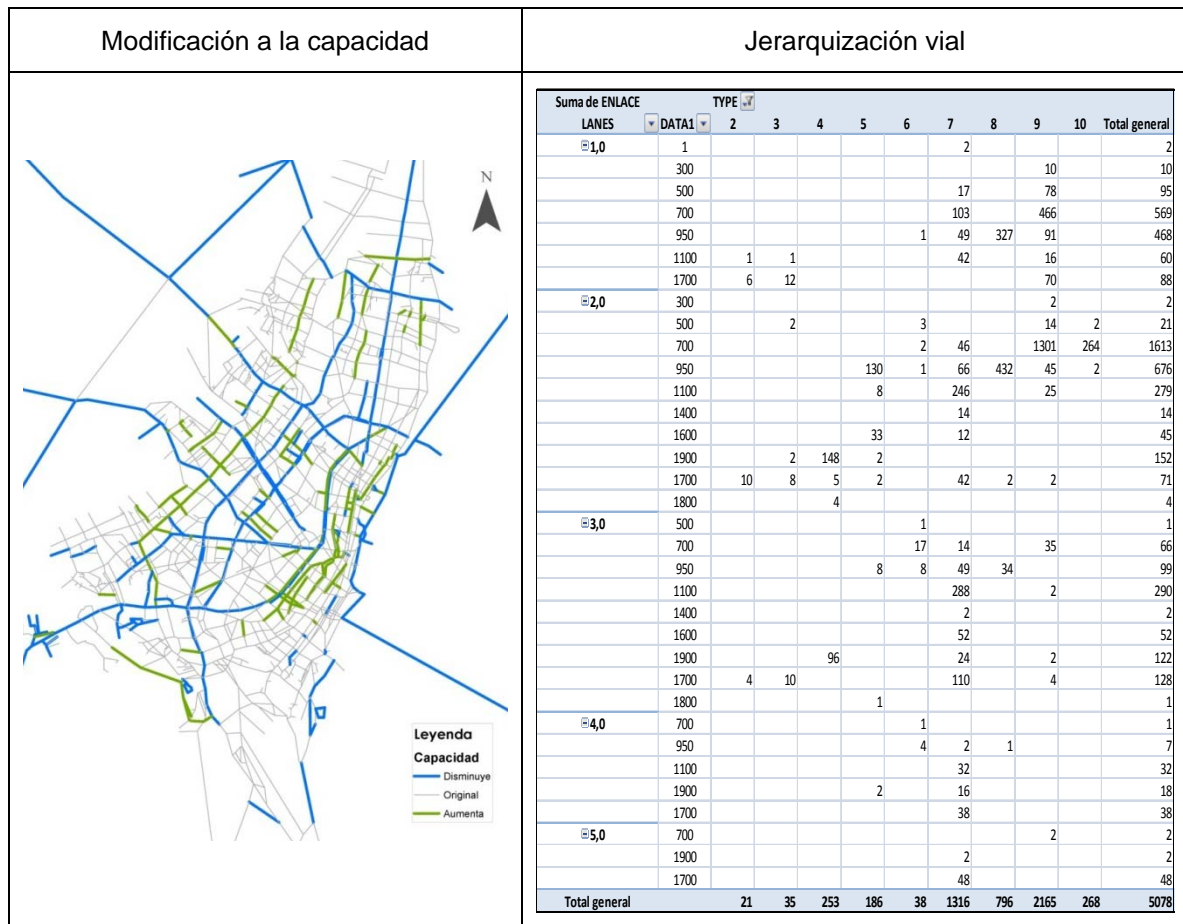 Modificación a la capacidad
Jerarquización vial
N
Leyenda
Capacidad
Disminuye
Original
Aumenta
Suma de ENLACE TYPE
LANES DATA1 2 3 4 5 6 7 8 9 10 Total general
1,0 1 2 2
300 10 10
500 17 78 95
700 103 466 569
950 1 49 327 91 468
1100 1 1 42 16 60
1700 6 12 70 88
2,0 300 2 2
500 2 3 14 2 21
700 2 46 1301 264 1613
950 130 1 66 432 45 2 676
1100 8 246 25 279
1400 14 14
1600 33 12 45
1900 2 148 2 152
1700 10 8 5 2 42 2 2 71
1800 4 4
3,0 500 1 1
700 17 14 35 66
950 8 8 49 34 99
1100 288 2 290
1400 2 2
1600 52 52
1900 96 24 2 122
1700 4 10 110 4 128
1800 1 1
4,0 700 1 1
950 4 2 1 7
1100 32 32
1900 2 16 18
1700 38 38
5,0 700 2 2
1900 2 2
1700 48 48
Total general 21 35 253 186 38 1316 796 2165 268 5078